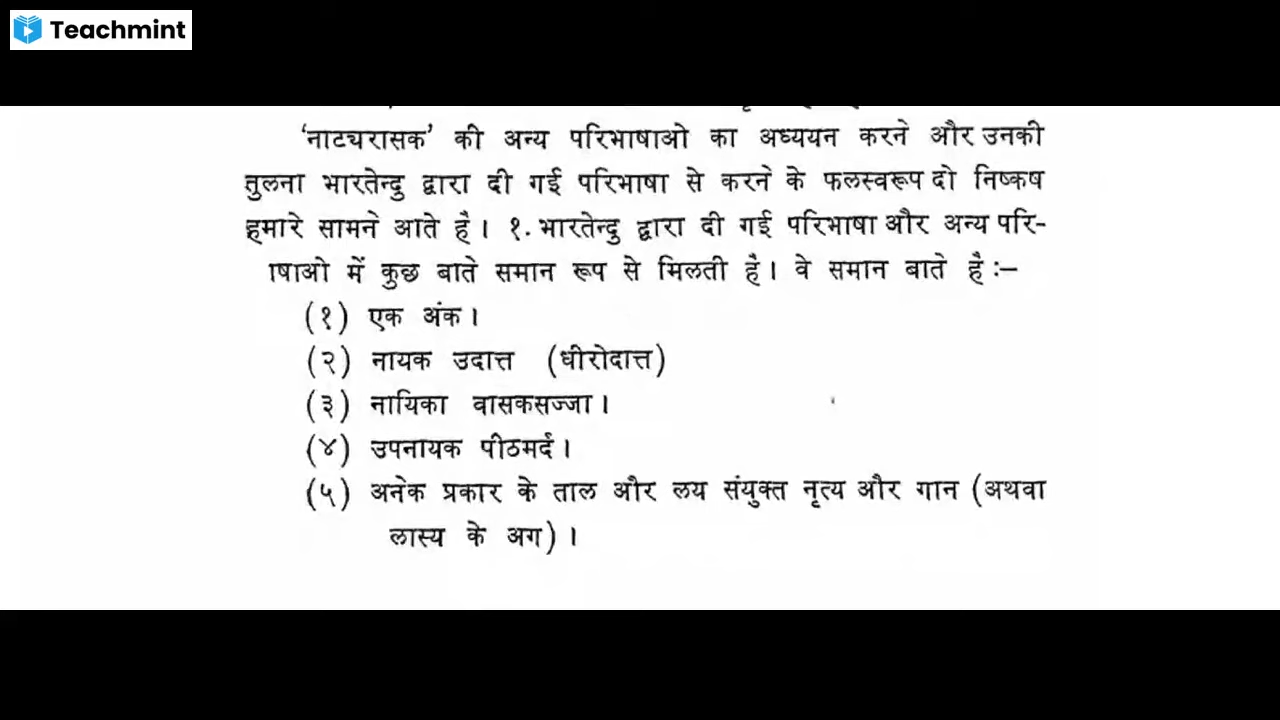 Teachmint
‘नाट्यरासक’ की अन्य परिभाषाओ का अध्ययन करने और उनकी
तुलना भारतेन्दु द्वारा दी गई परिभाषा से करने के फलस्वरूप दो निष्कष
हमारे सामने आते है। १. भारतेन्दु द्वारा दी गई परिभाषा और अन्य परि-
षाओ में कुछ बाते समान रूप से मिलती है। वे समान बाते है :–
(१) एक अंक।
(२) नायक उदात्त (धीरोदात्त)
(३) नायिका वासकसज्जा।
(४) उपनायक पीठमर्द।
(५) अनेक प्रकार के ताल और लय संयुक्त नृत्य और गान (अथवा
लास्य के अग)।